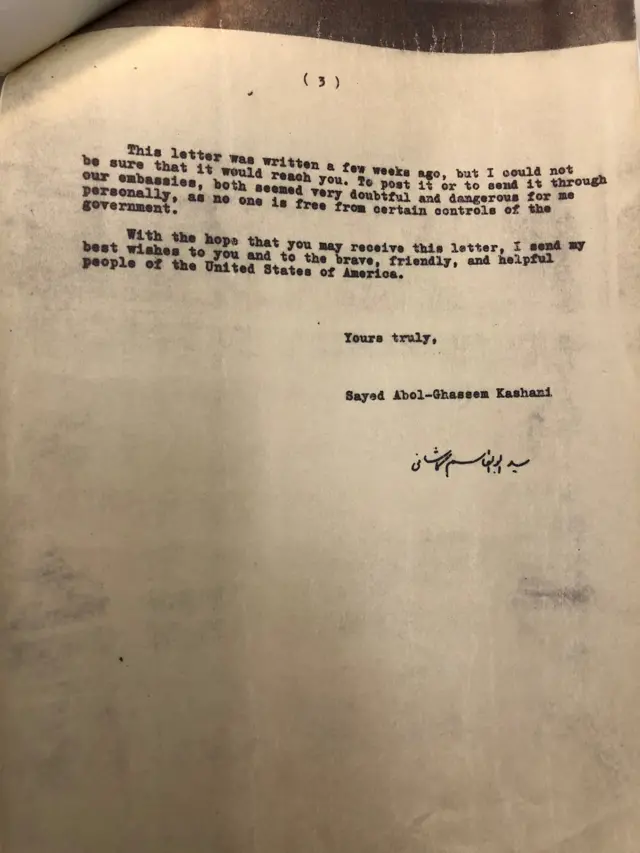 ( 3 )
This letter was written a few weeks ago, but I could not
be sure that it would reach you. To post it or to send it through
our embassies, both seemed very doubtful and dangerous for me
personally, as no one is free from certain controls of the
government.
With the hope that you may receive this letter, I send my
best wishes to you and to the brave, friendly, and helpful
people of the United States of America.
Yours truly,
Sayed Abol-Ghassem Kashani
سید ابوالقاسم کاشانی